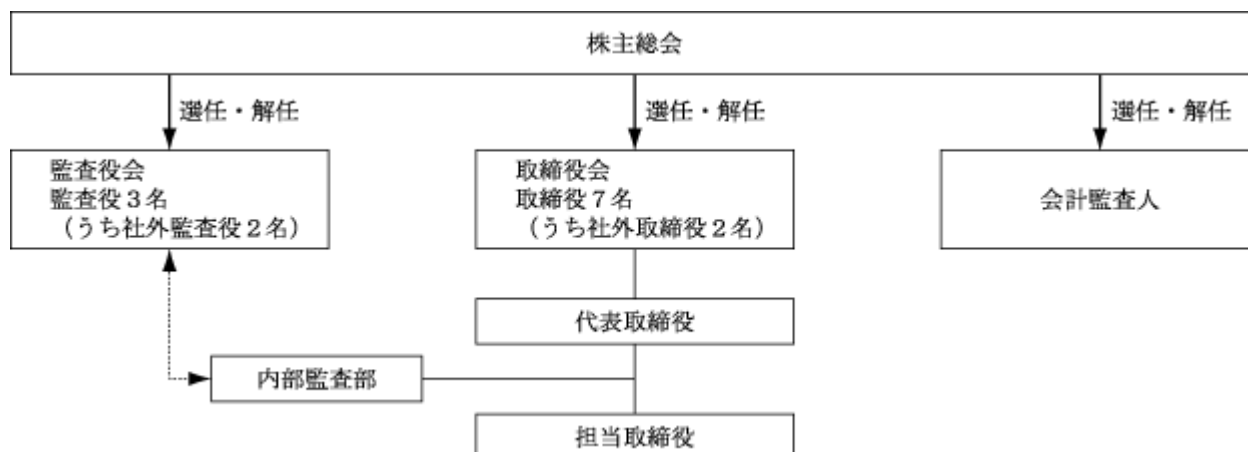 株主総会
選任・解任
選任・解任
選任・解任
監査役会
監査役3名
(うち社外監査役2名)
取締役会
取締役7名
(うち社外取締役2名)
会計監査人
代表取締役
内部監査部
担当取締役